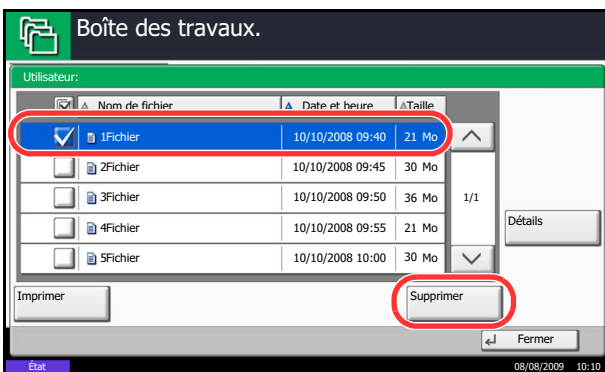 Boîte des travaux.
Utilisateur:
Nom de fichier Date et heure Taille
1Fichier 10/10/2008 09:40 21 Mo
2Fichier 10/10/2008 09:45 30 Mo
3Fichier 10/10/2008 09:50 36 Mo 1/1
4Fichier 10/10/2008 09:55 21 Mo Détails
5Fichier 10/10/2008 10:00 30 Mo
Imprimer Supprimer
Fermer
État 08/08/2009 10:10